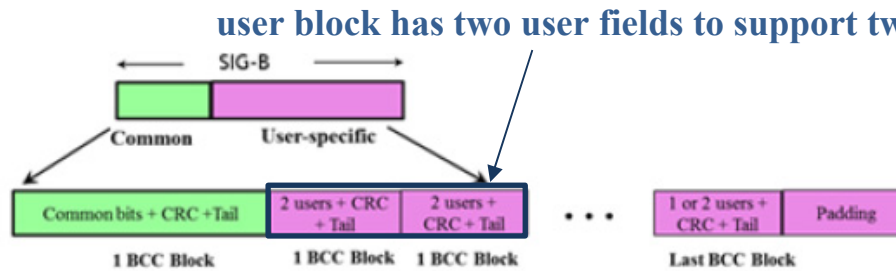 user block has two user fields to support tw
SIG-B
Common User-specific
Common bits + CRC +Tail
2 users + CRC
+ Tail
2 users +
CRC + Tail
• • •
1 or 2 users +
CRC + Tail
Padding
1 BCC Block 1 BCC Block 1 BCC Block Last BCC Block